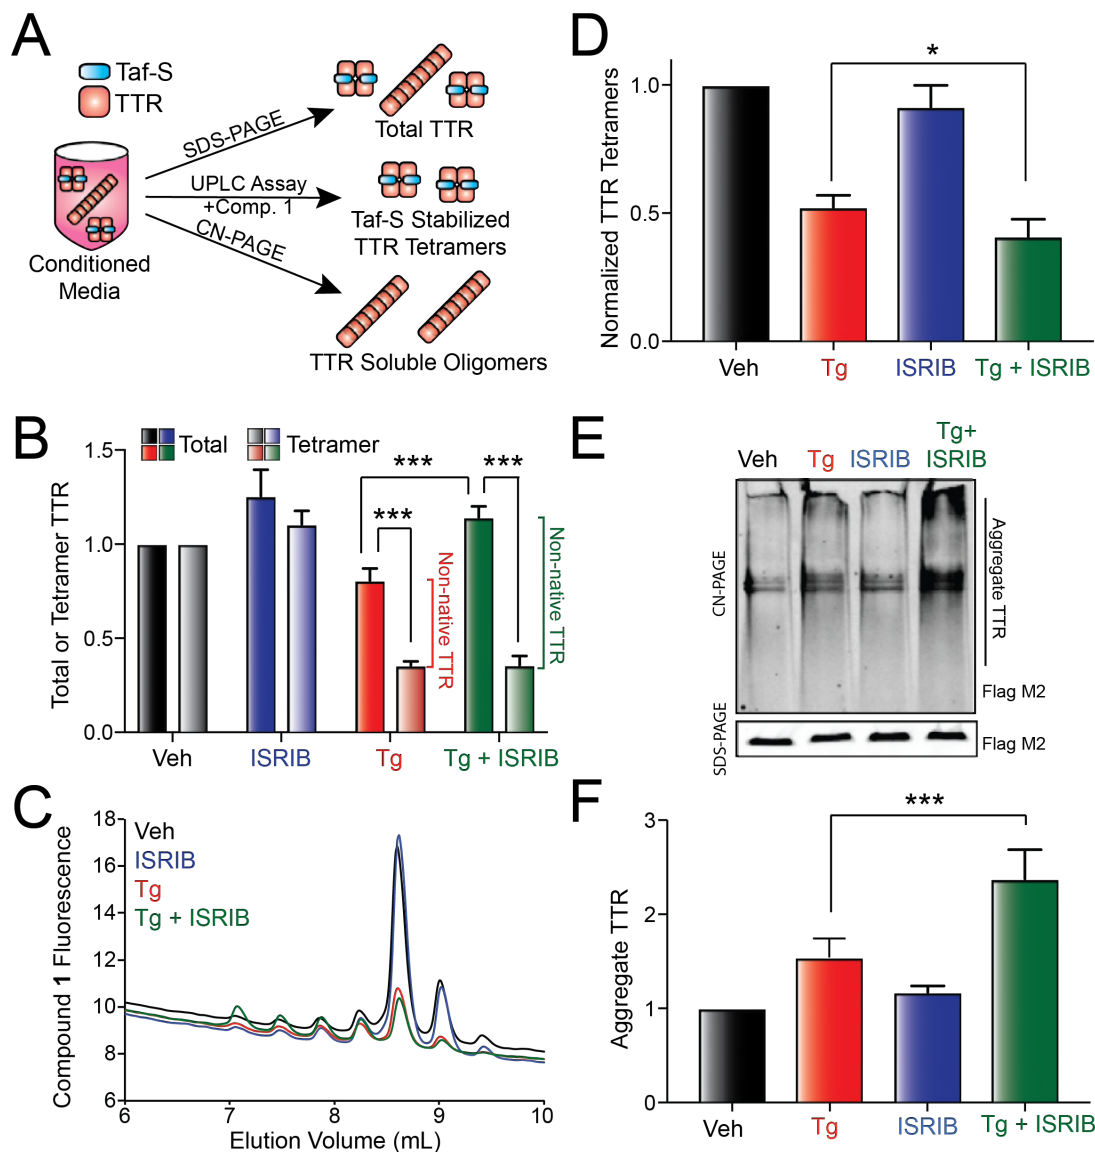 A
Taf-S
TTR
SDS-PAGE
Total TTR
UPLC Assay
+Comp. 1
Taf-S Stabilized
TTR Tetramers
CN-PAGE
Conditioned
Media
TTR Soluble Oligomers
D
Normalized TTR Tetramers
1.0
0.5
0.0
*
Veh
Tg
ISRIB
Tg + ISRIB
B
Total
Tetramer
Total or Tetramer TTR
1.5
1.0
0.5
0.0
***
***
***
Non-native TTR
Non-native TTR
Veh
ISRIB
Tg
Tg + ISRIB
E
Veh
Tg
ISRIB
Tg+
ISRIB
CN-PAGE
Aggregate TTR
Flag M2
SDS-PAGE
Flag M2
C
Compound 1 Fluorescence
18
16
14
12
10
8
6
Veh
ISRIB
Tg
Tg + ISRIB
6
7
8
9
10
Elution Volume (mL)
F
Aggregate TTR
3
2
1
0
***
Veh
Tg
ISRIB
Tg + ISRIB